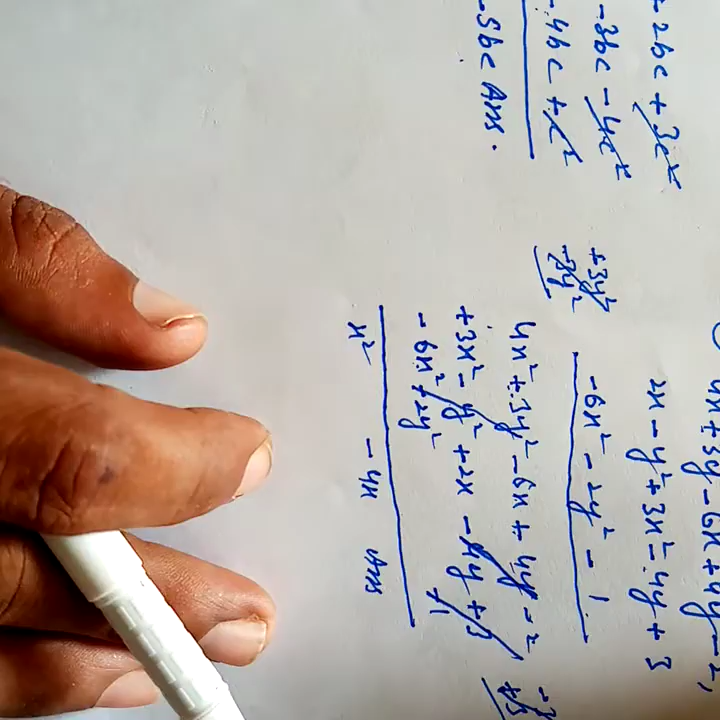 - 2bc + 3c²
- 3bc - 4c²
- 4bc + c²
- 5bc Ans.
4x²+3y²-6x+4y-2,
2x-y²+3x²-4y+3
-6x²-2y²-1
+3y²
4x²+3y²-6x+4y-2
+3x²-y²+2x-4y+3
-6x²+2y² +1
x² -4x Ans